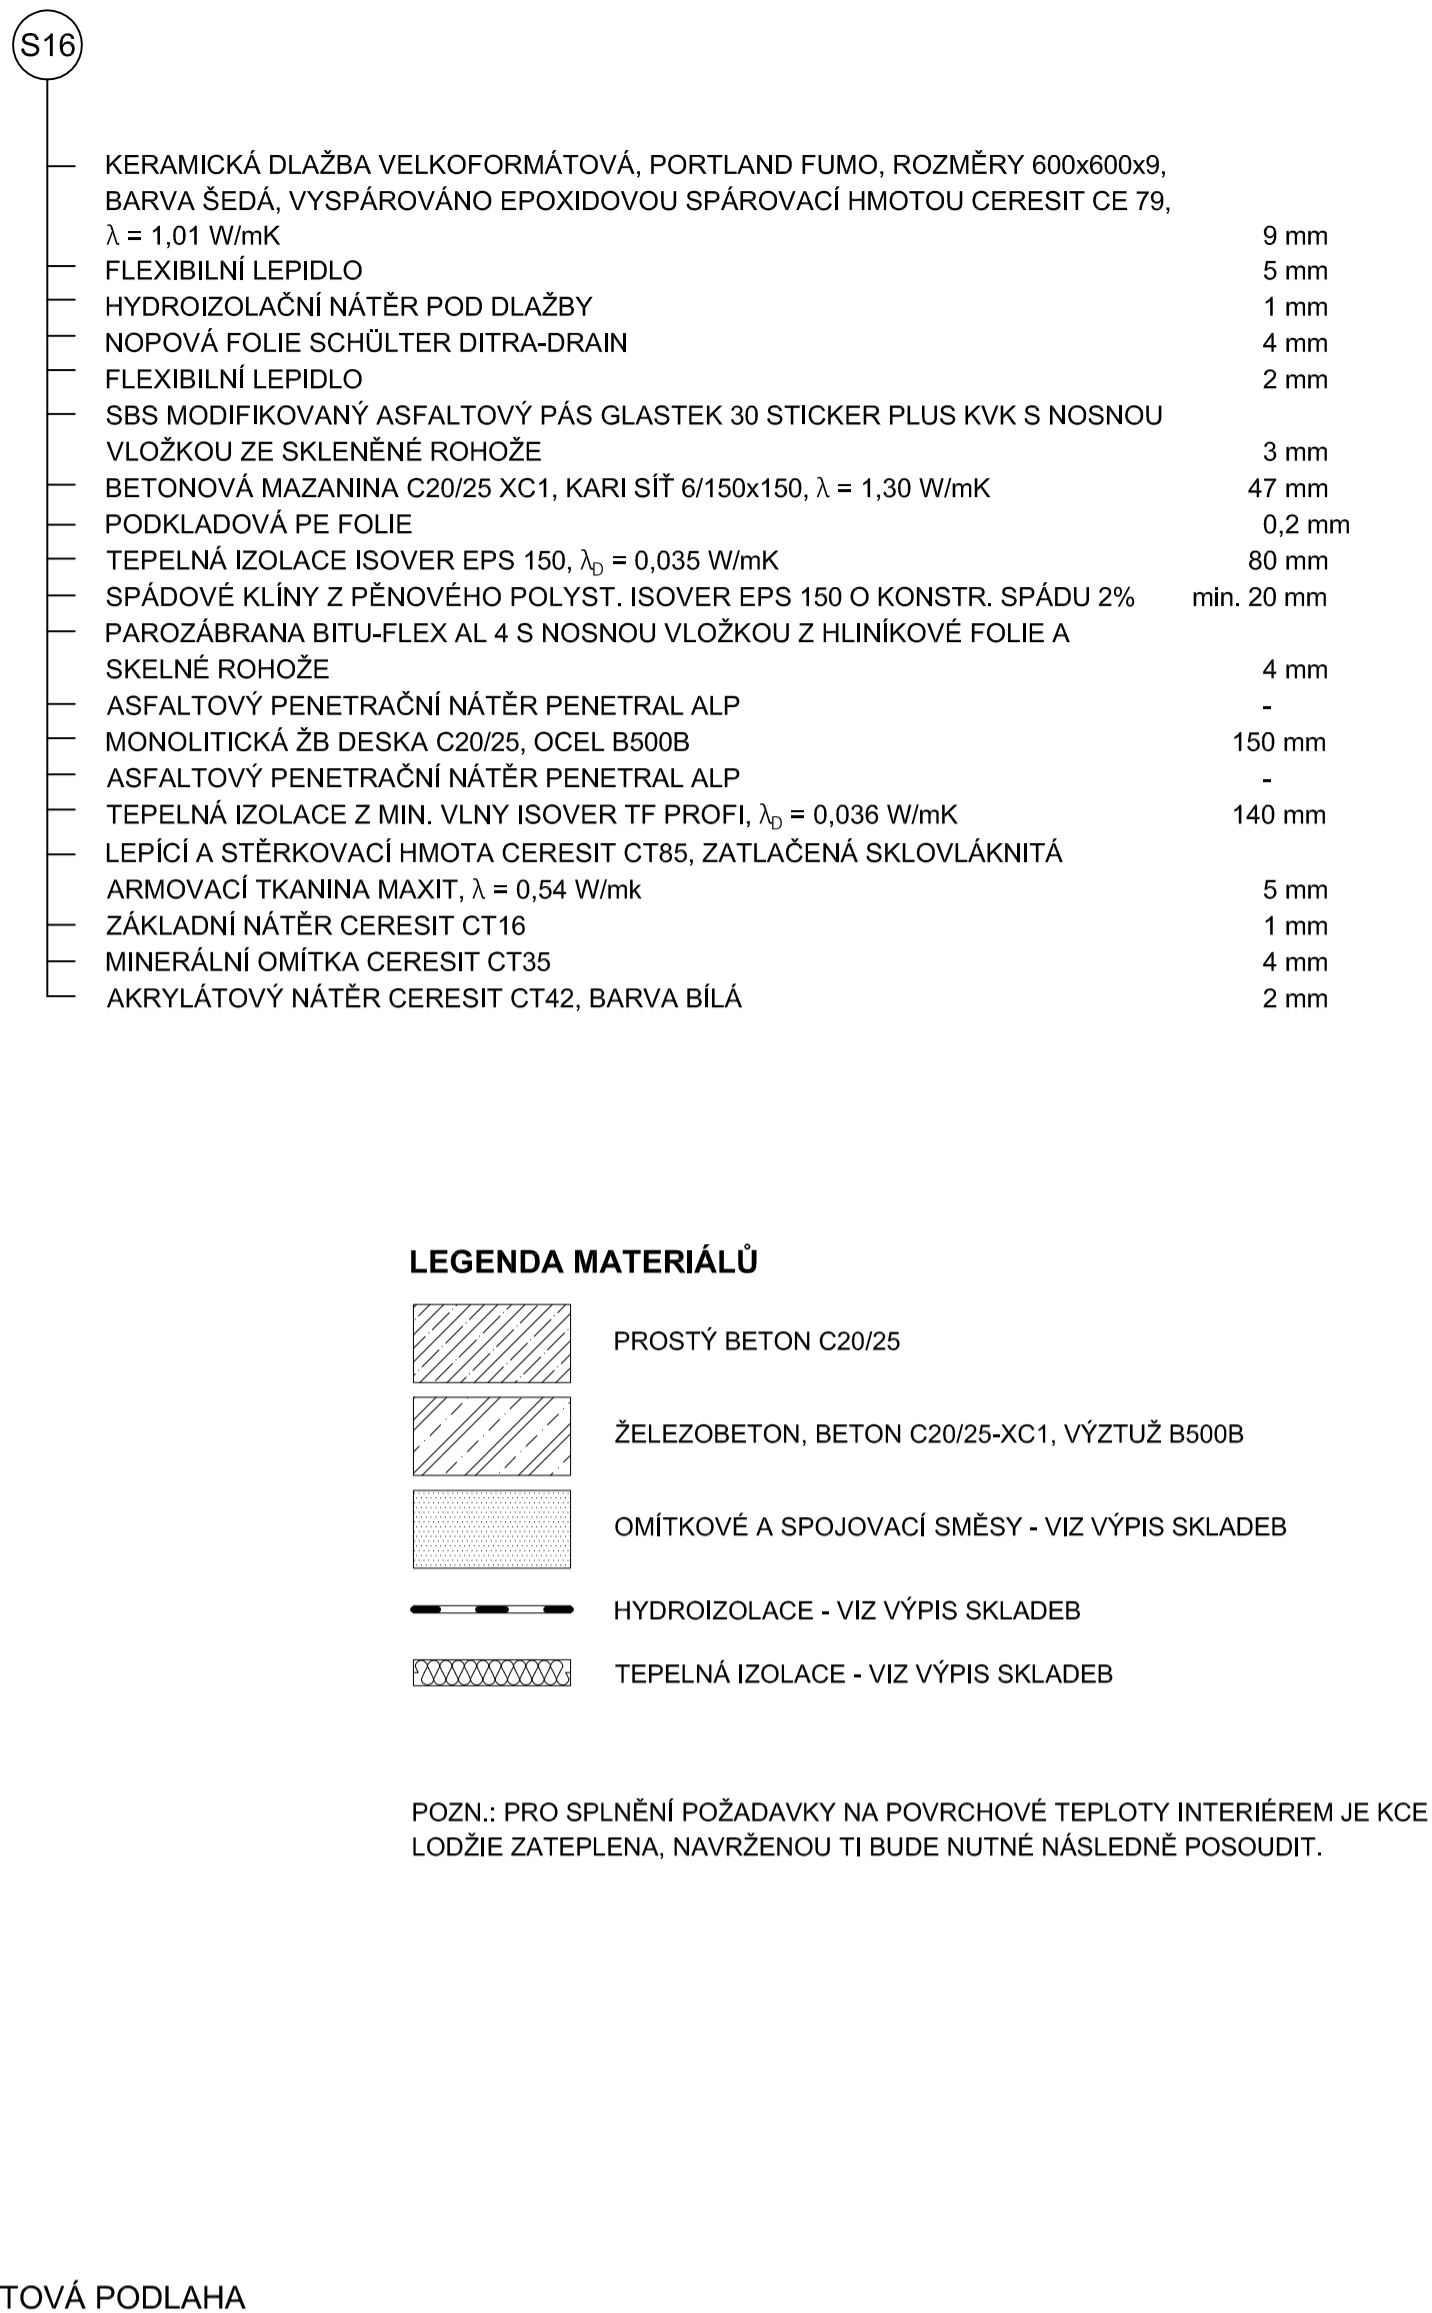 S16
KERAMICKÁ DLAŽBA VELKOFORMÁTOVÁ, PORTLAND FUMO, ROZMĚRY 600x600x9,
BARVA ŠEDÁ, VYSPÁROVÁNO EPOXIDOVOU SPÁROVACÍ HMOTOU CERESIT CE 79,
λ = 1,01 W/mK 9 mm
FLEXIBILNÍ LEPIDLO 5 mm
HYDROIZOLAČNÍ NÁTĚR POD DLAŽBY 1 mm
NOPOVÁ FOLIE SCHÜLTER DITRA-DRAIN 4 mm
FLEXIBILNÍ LEPIDLO 2 mm
SBS MODIFIKOVANÝ ASFALTOVÝ PÁS GLASTEK 30 STICKER PLUS KVK S NOSNOU
VLOŽKOU ZE SKLENĚNÉ ROHOŽE 3 mm
BETONOVÁ MAZANINA C20/25 XC1, KARI SÍŤ 6/150x150, λ = 1,30 W/mK 47 mm
PODKLADOVÁ PE FOLIE 0,2 mm
TEPELNÁ IZOLACE ISOVER EPS 150, λD = 0,035 W/mK 80 mm
SPÁDOVÉ KLÍNY Z PĚNOVÉHO POLYST. ISOVER EPS 150 O KONSTR. SPÁDU 2% min. 20 mm
PAROZÁBRANA BITU-FLEX AL 4 S NOSNOU VLOŽKOU Z HLINÍKOVÉ FOLIE A
SKELNÉ ROHOŽE 4 mm
ASFALTOVÝ PENETRAČNÍ NÁTĚR PENETRAL ALP -
MONOLITICKÁ ŽB DESKA C20/25, OCEL B500B 150 mm
ASFALTOVÝ PENETRAČNÍ NÁTĚR PENETRAL ALP -
TEPELNÁ IZOLACE Z MIN. VLNY ISOVER TF PROFI, λD = 0,036 W/mK 140 mm
LEPÍCÍ A STĚRKOVACÍ HMOTA CERESIT CT85, ZATLAČENÁ SKLOVLÁKNITÁ
ARMOVACÍ TKANINA MAXIT, λ = 0,54 W/mk 5 mm
ZÁKLADNÍ NÁTĚR CERESIT CT16 1 mm
MINERÁLNÍ OMÍTKA CERESIT CT35 4 mm
AKRYLÁTOVÝ NÁTĚR CERESIT CT42, BARVA BÍLÁ 2 mm
LEGENDA MATERIÁLŮ
PROSTÝ BETON C20/25
ŽELEZOBETON, BETON C20/25-XC1, VÝZTUŽ B500B
OMÍTKOVÉ A SPOJOVACÍ SMĚSY - VIZ VÝPIS SKLADEB
HYDROIZOLACE - VIZ VÝPIS SKLADEB
TEPELNÁ IZOLACE - VIZ VÝPIS SKLADEB
POZN.: PRO SPLNĚNÍ POŽADAVKY NA POVRCHOVÉ TEPLOTY INTERIÉREM JE KCE
LODŽIE ZATEPLENA, NAVRŽENOU TI BUDE NUTNÉ NÁSLEDNĚ POSOUDIT.
TOVÁ PODLAHA